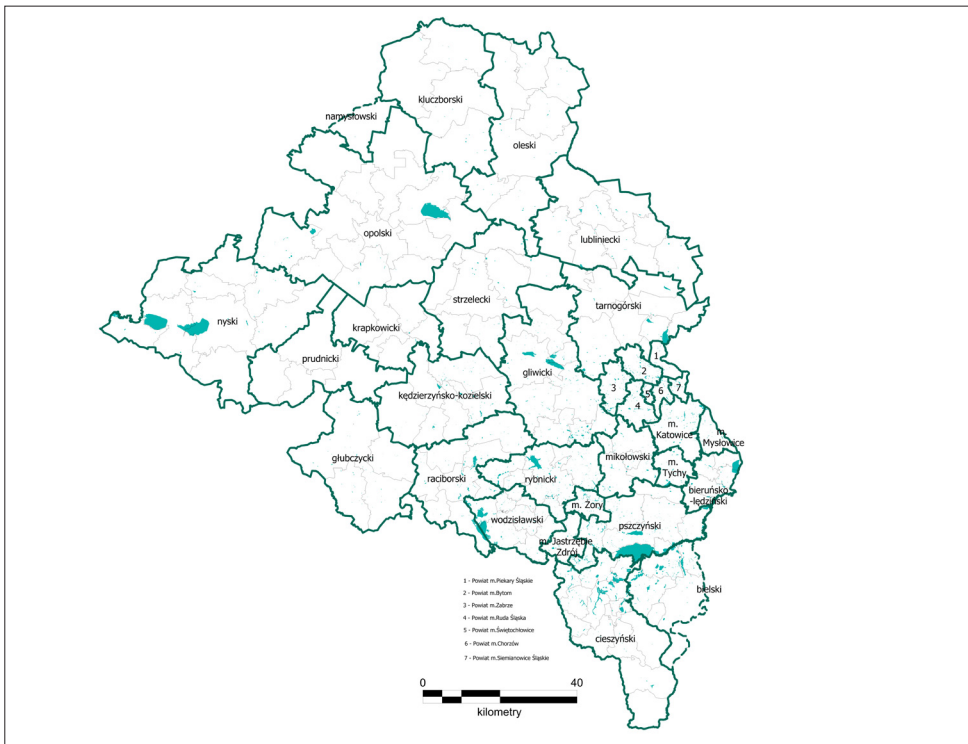 kluczborski
namysłowski
oleski
opolski
lubliniecki
strzelecki
tarnogórski
nyski
krapkowicki
prudnicki
gliwicki
kędzierzyńsko-kozielski
1
2
3
4
5
6
7
m.
Katowice
m.
Mysłowice
głubczycki
raciborski
rybnicki
mikołowski
m.
Tychy
bieruńsko
-lędziński
m. Żory
wodzisławski
pszczyński
m. Jastrzębie
Zdrój
bielski
cieszyński
1 - Powiat m.Piekary Śląskie
2 - Powiat m.Bytom
3 - Powiat m.Zabrze
4 - Powiat m.Ruda Śląska
5 - Powiat m.Świętochłowice
6 - Powiat m.Chorzów
7 - Powiat m.Siemianowice Śląskie
0 40
kilometry